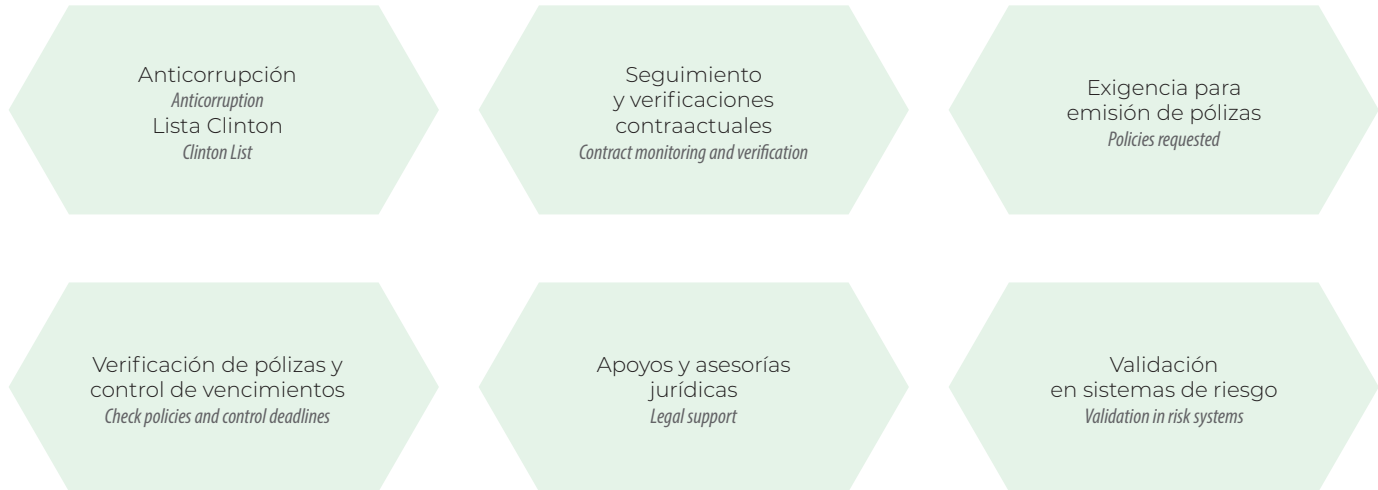 Anticorrupción
Anticorruption
Lista Clinton
Clinton List
Seguimiento
y verificaciones
contraactuales
Contract monitoring and verification
Exigencia para
emisión de pólizas
Policies requested
Verificación de pólizas y
control de vencimientos
Check policies and control deadlines
Apoyos y asesorías
jurídicas
Legal support
Validación
en sistemas de riesgo
Validation in risk systems